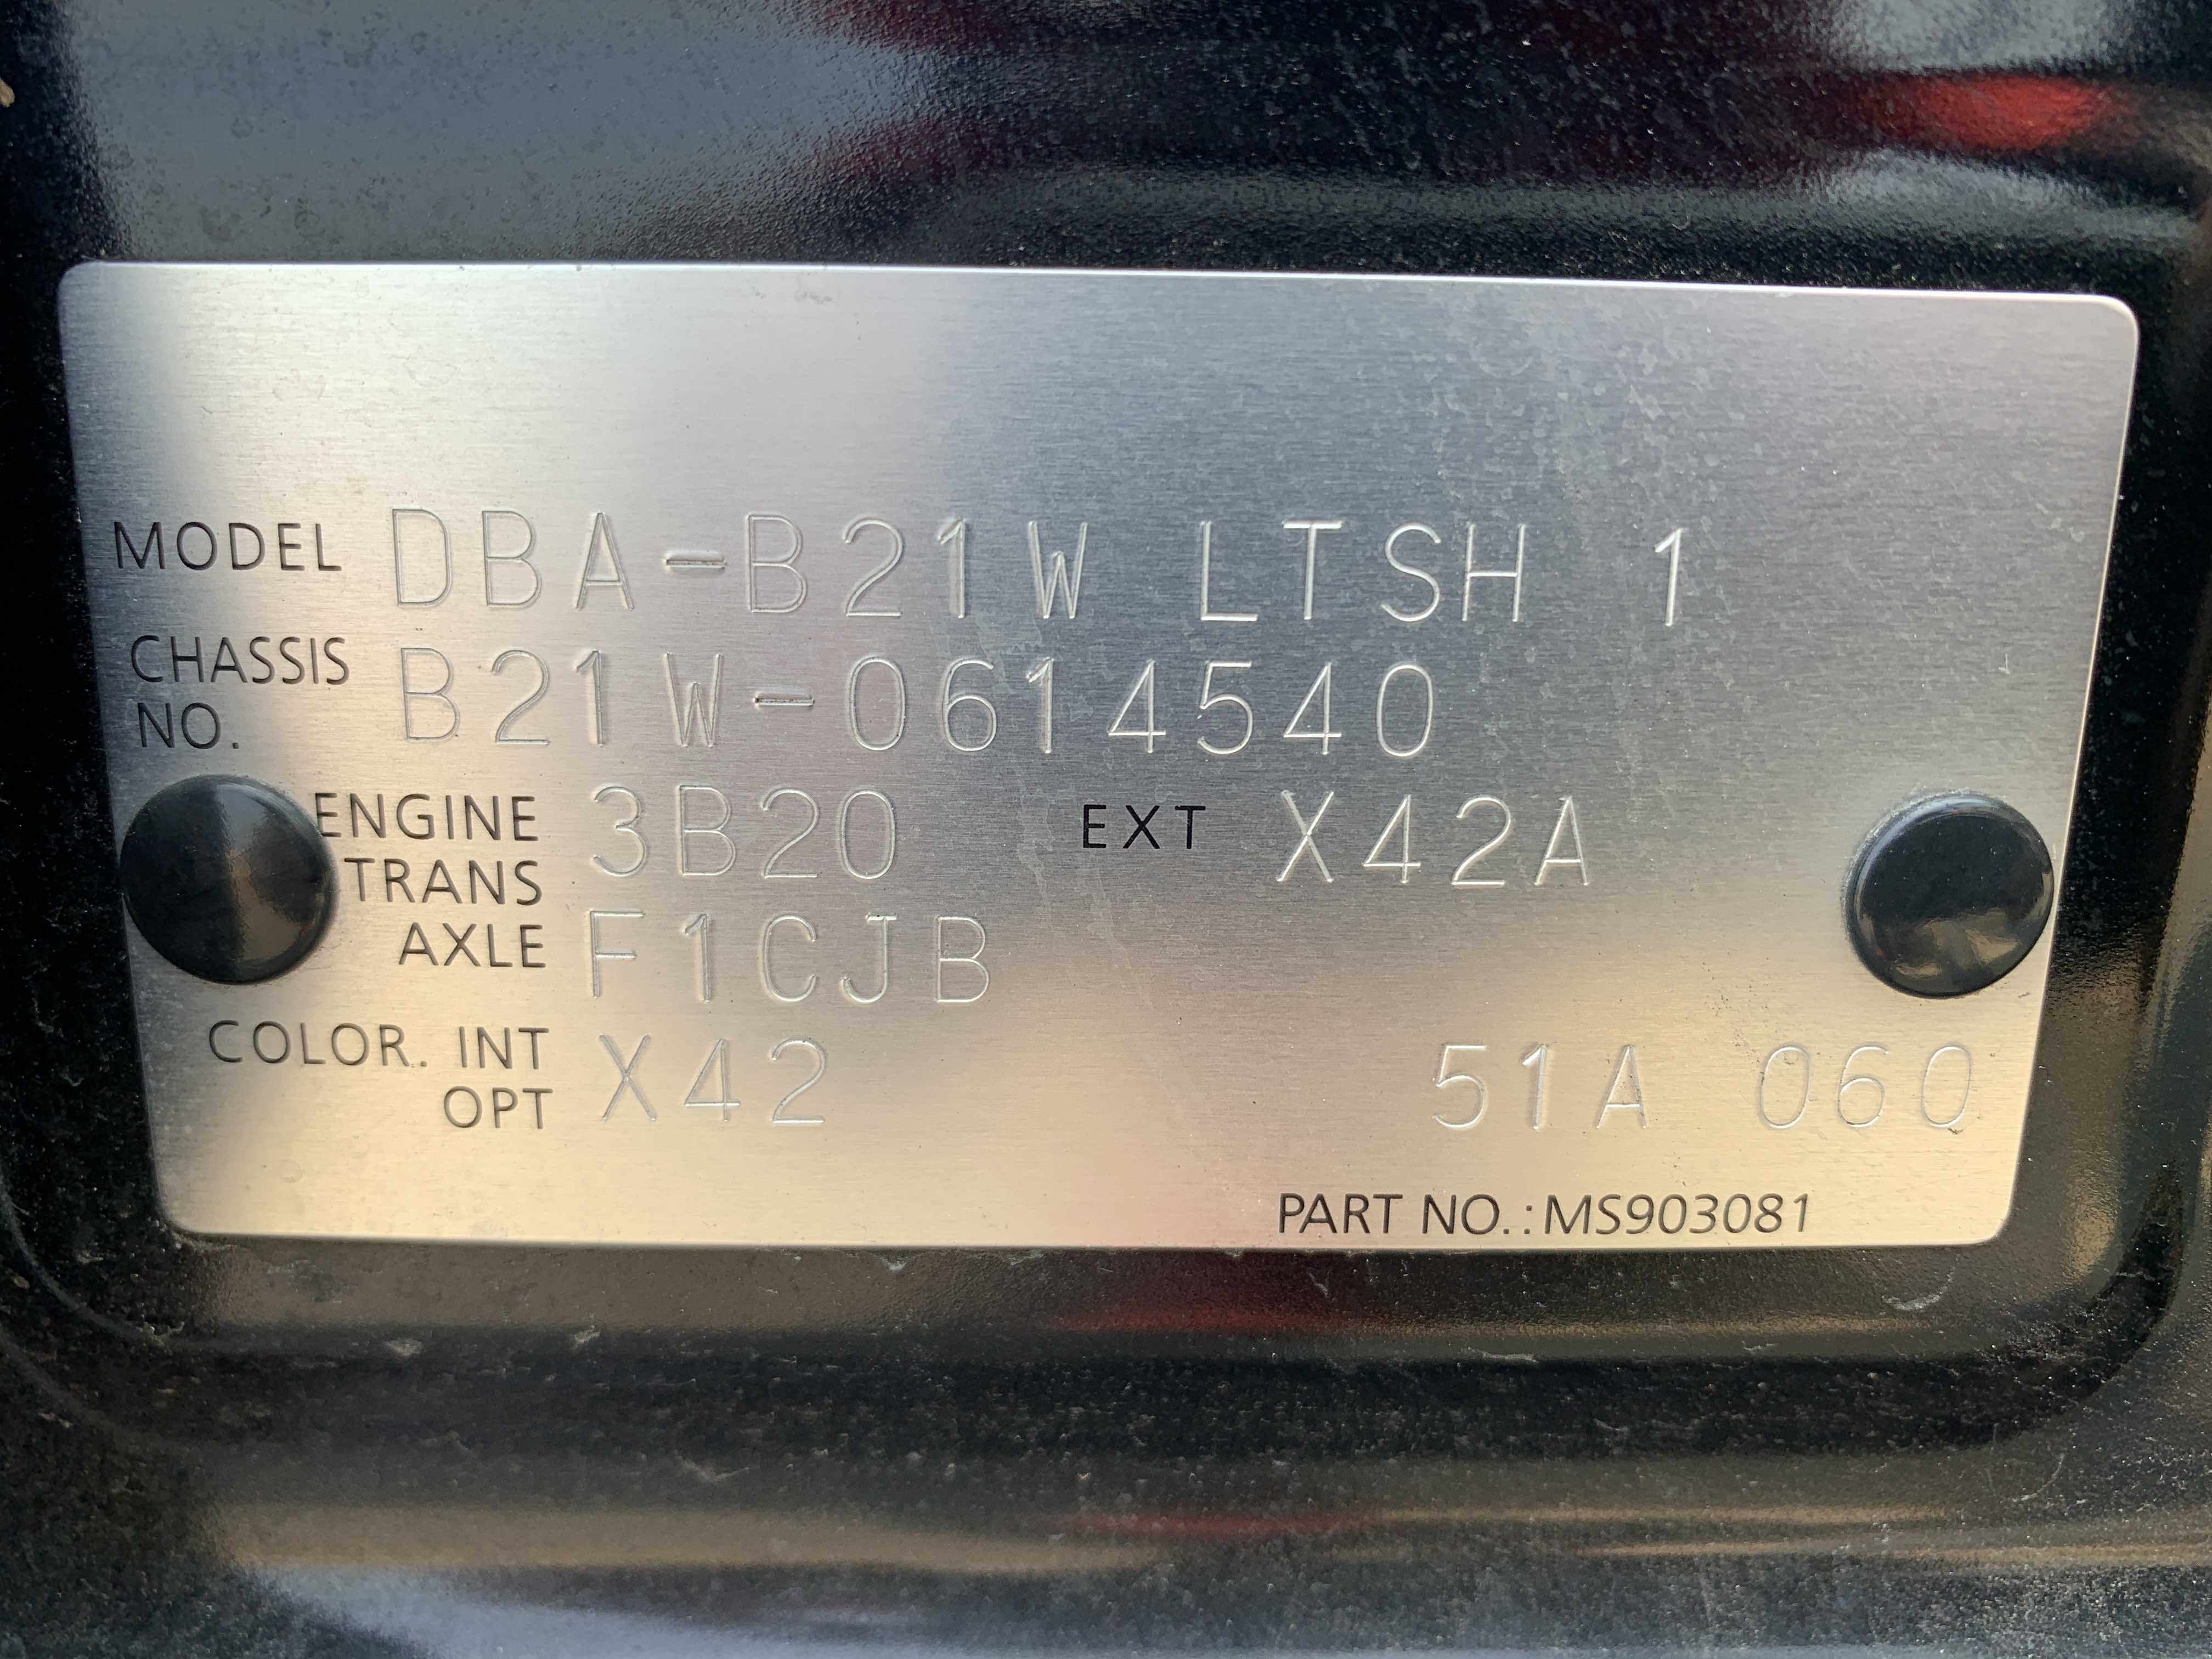 MODEL DBA-B21W LTSH 1
CHASSIS NO. B21W-0614540
ENGINE 3B20 EXT X42A
TRANS
AXLE F1CJB
COLOR. INT X42 51A 060
OPT
PART NO.:MS903081